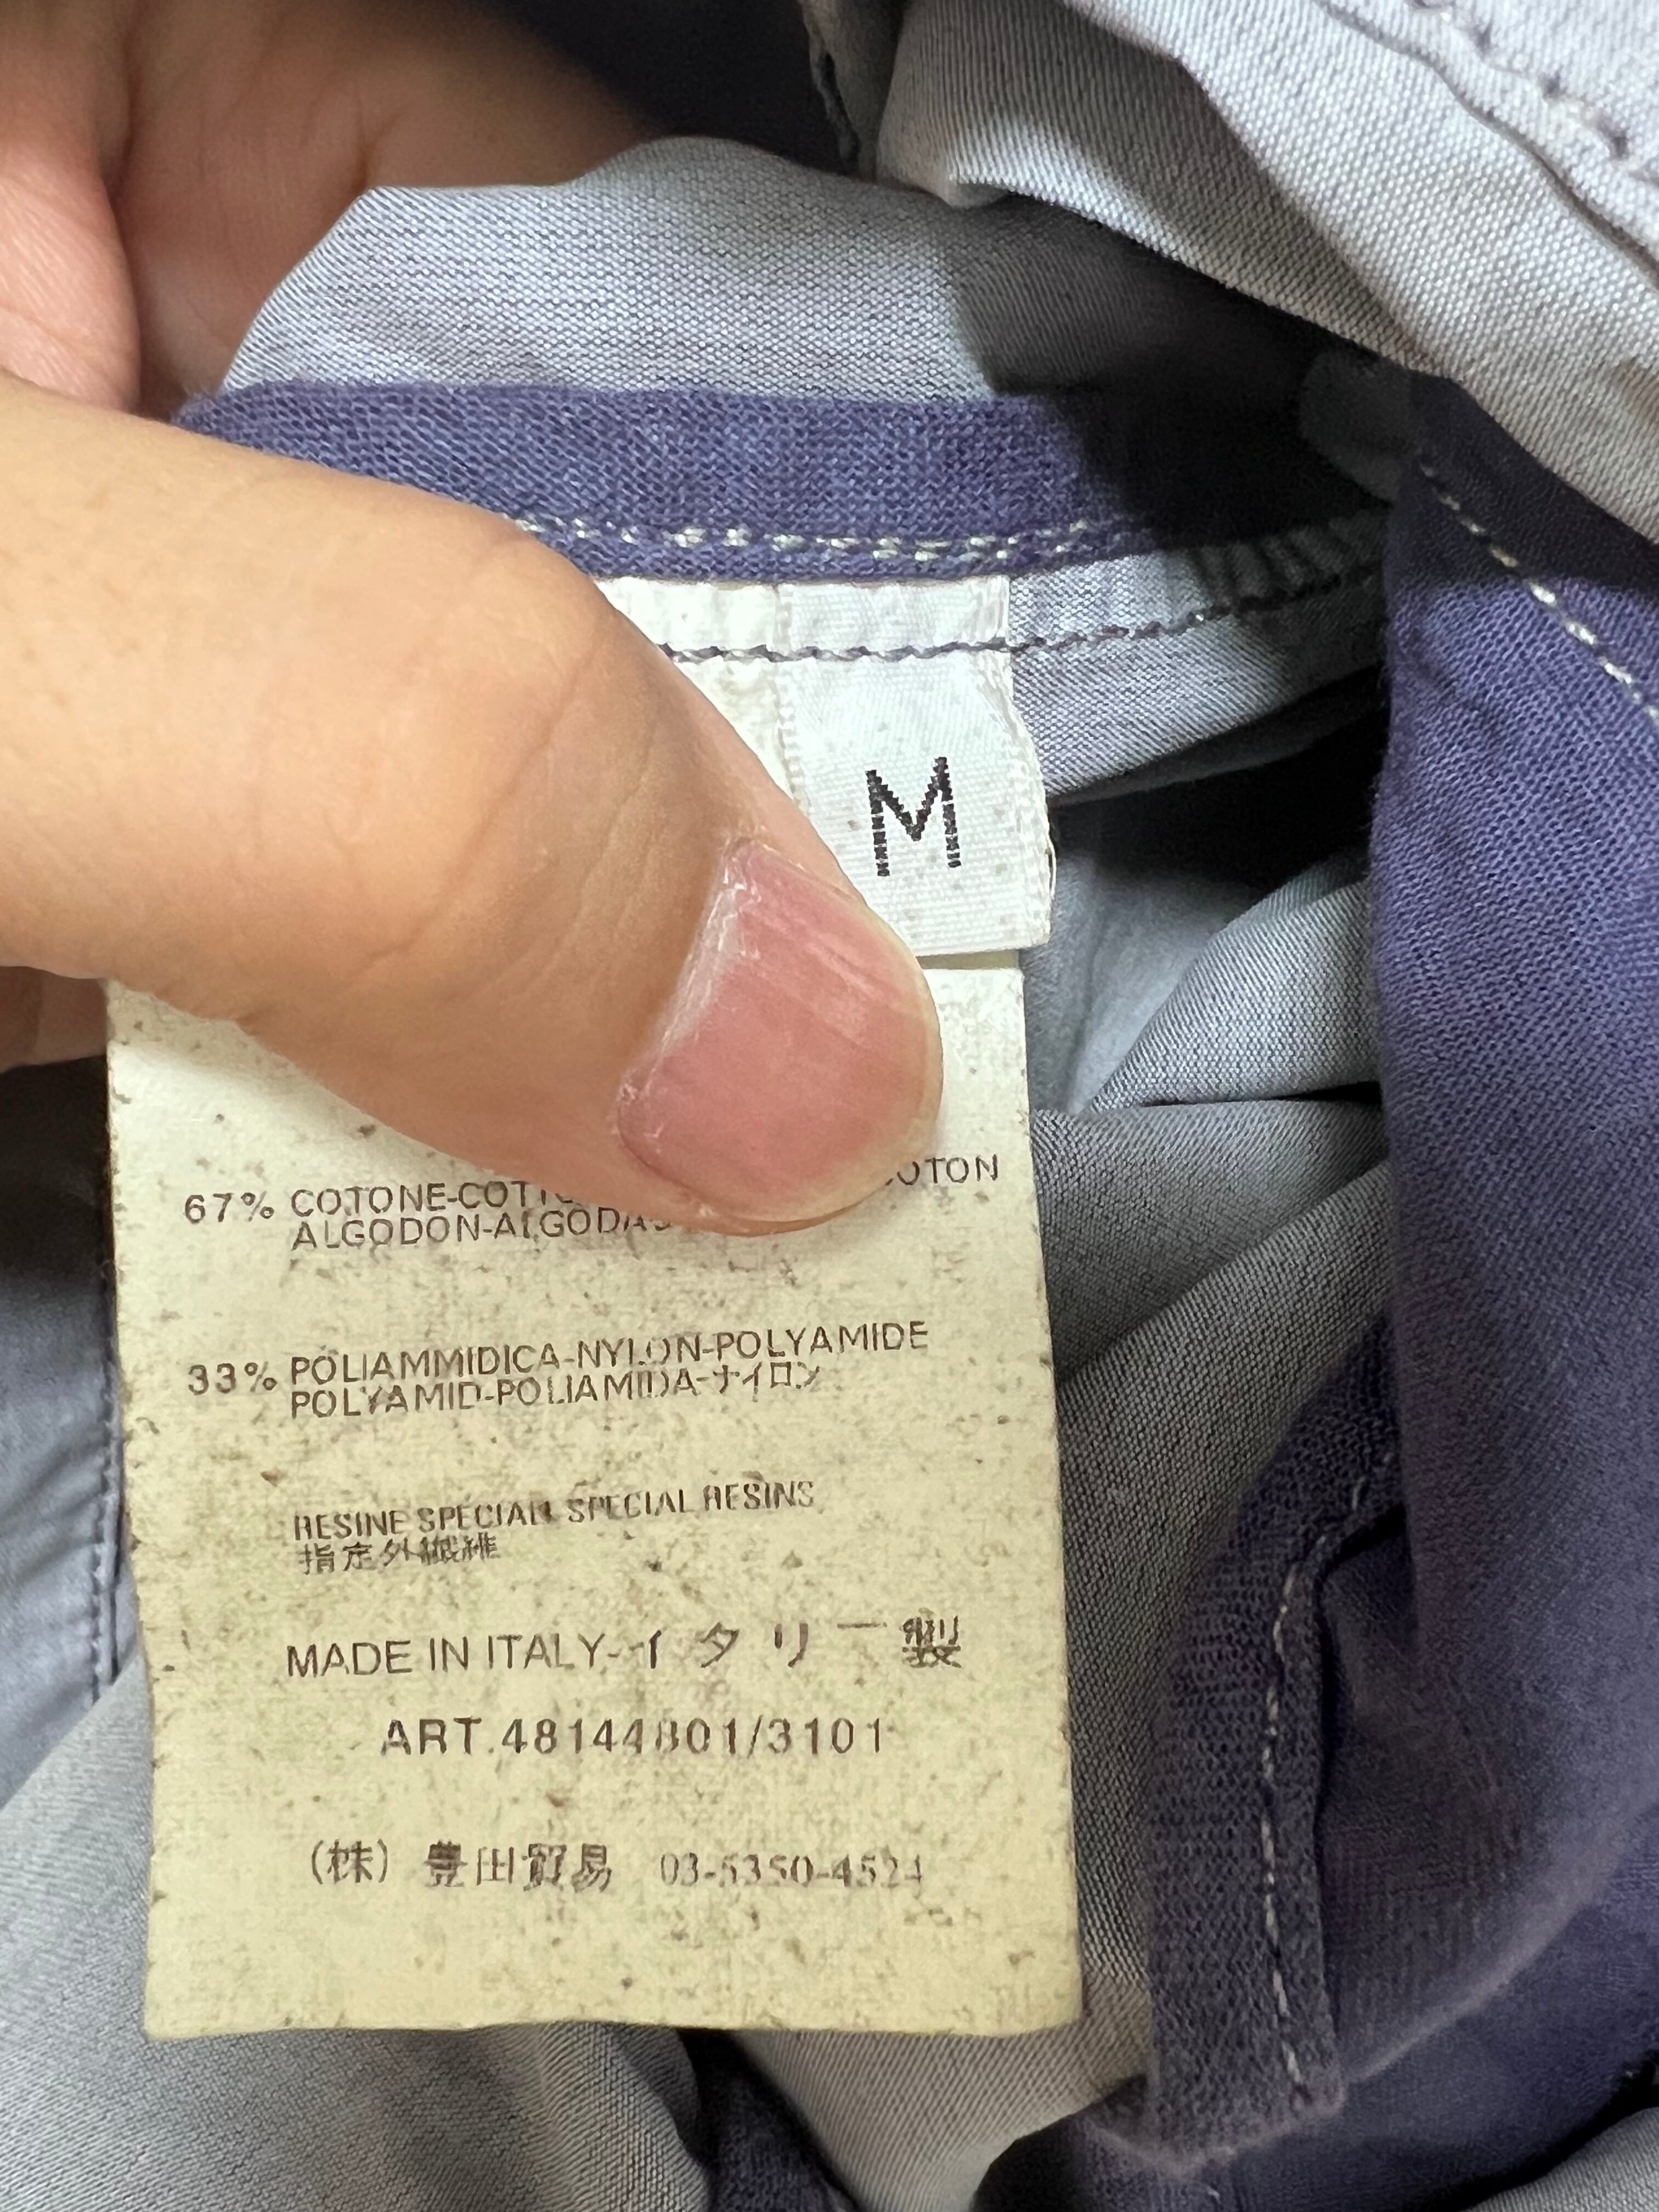 M
67% COTONE-COTTO OTON
ALGODON-ALGODAO
33% POLIAMMIDICA-NYLON-POLYAMIDE
POLYAMID-POLIAMIDA-ナイロン
RESINE SPECIALI SPECIAL RESINS
指定外繊維
MADE IN ITALY-イタリー製
ART.48144801/3101
(株) 豊田貿易 03-5350-4524